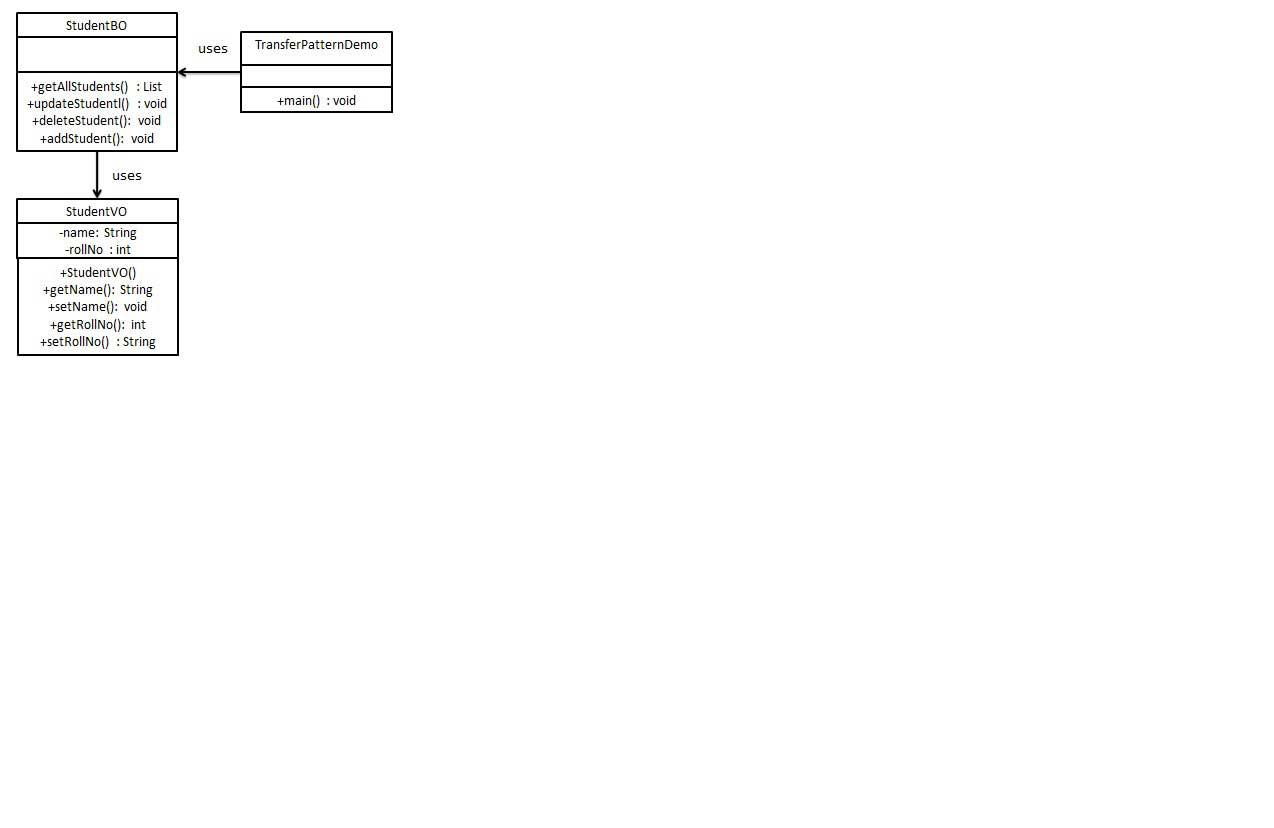 StudentBO
+getAllStudents() : List
+updateStudentl() : void
+deleteStudent(): void
+addStudent(): void
uses
TransferPatternDemo
+main() : void
uses
StudentVO
-name: String
-rollNo : int
+StudentVO()
+getName(): String
+setName(): void
+getRollNo(): int
+setRollNo() : String